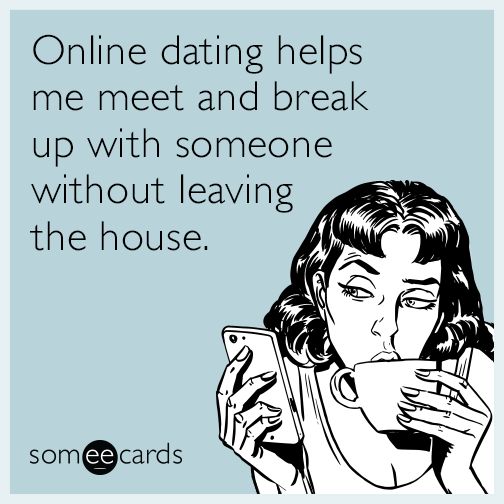 Online dating helps
me meet and break
up with someone
without leaving
the house.
someecards